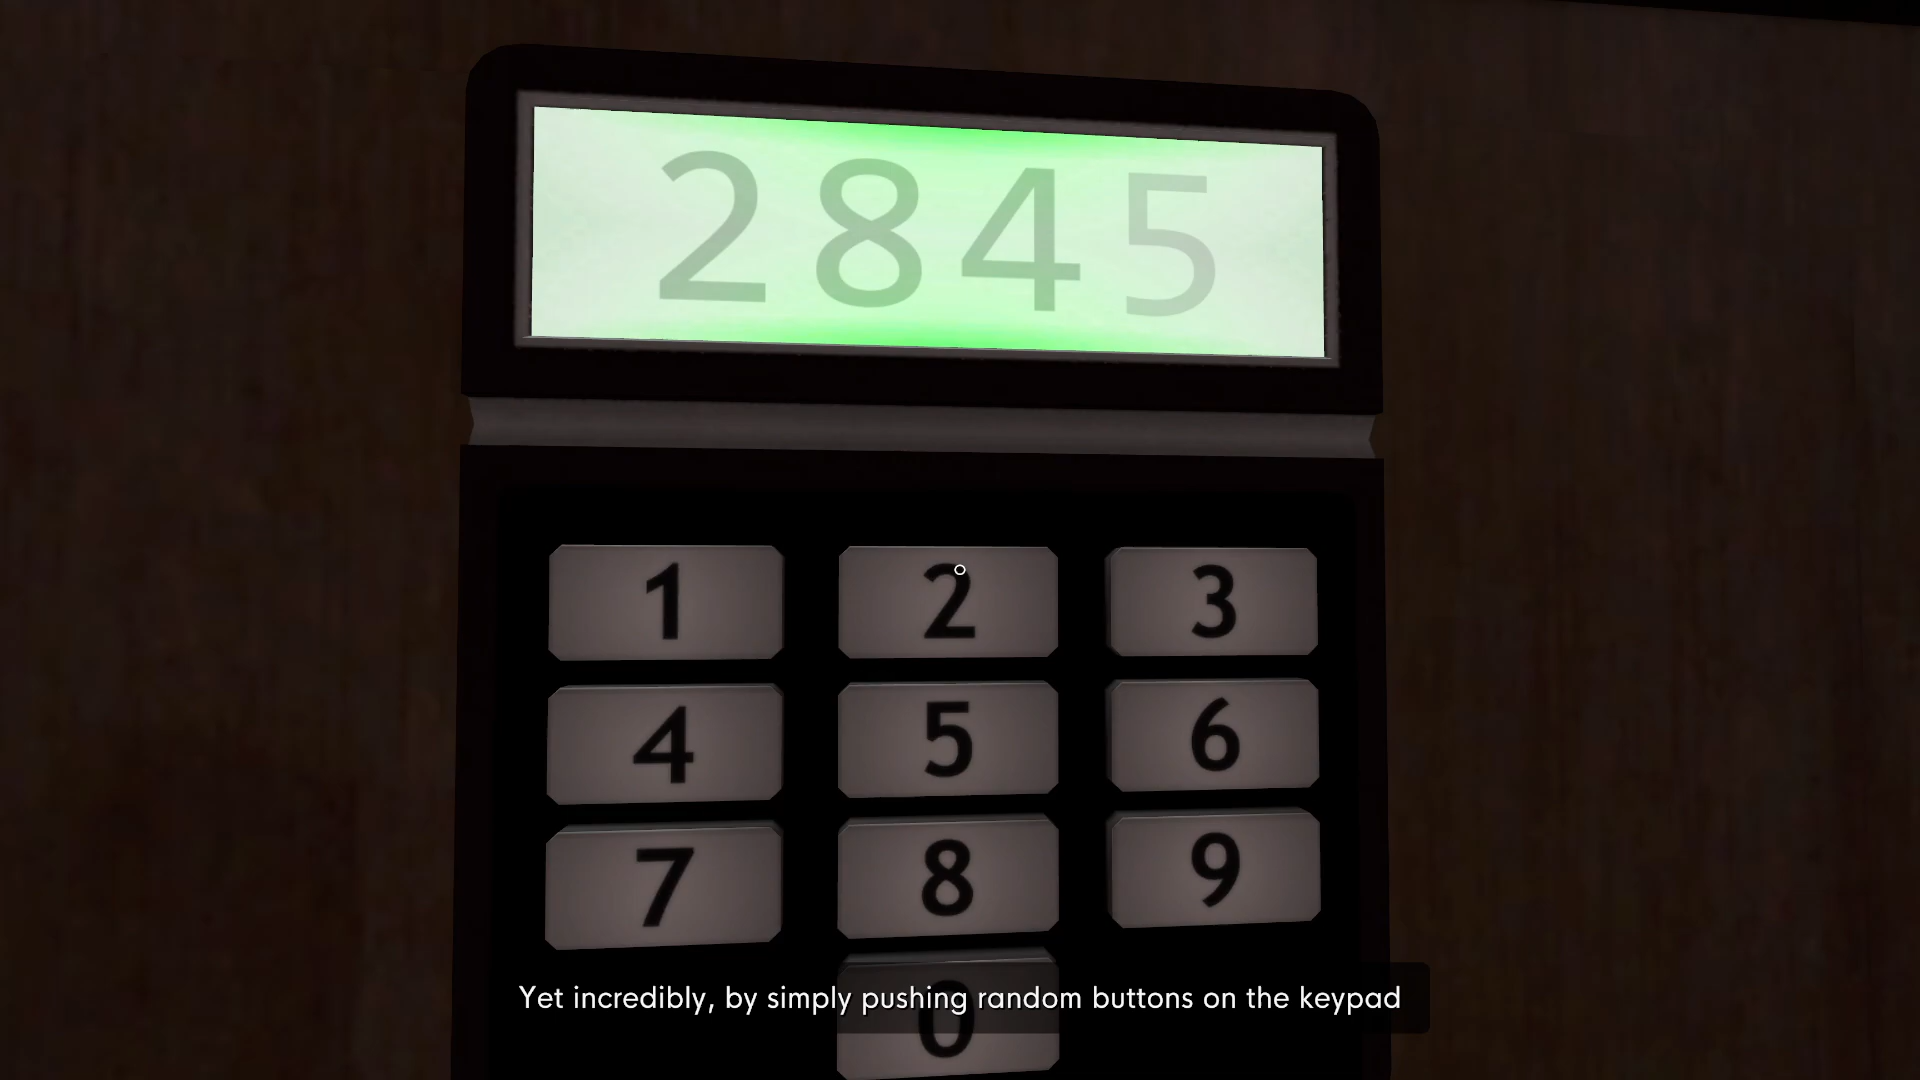 2845
1 2 3
4 5 6
7 8 9
0
Yet incredibly, by simply pushing random buttons on the keypad